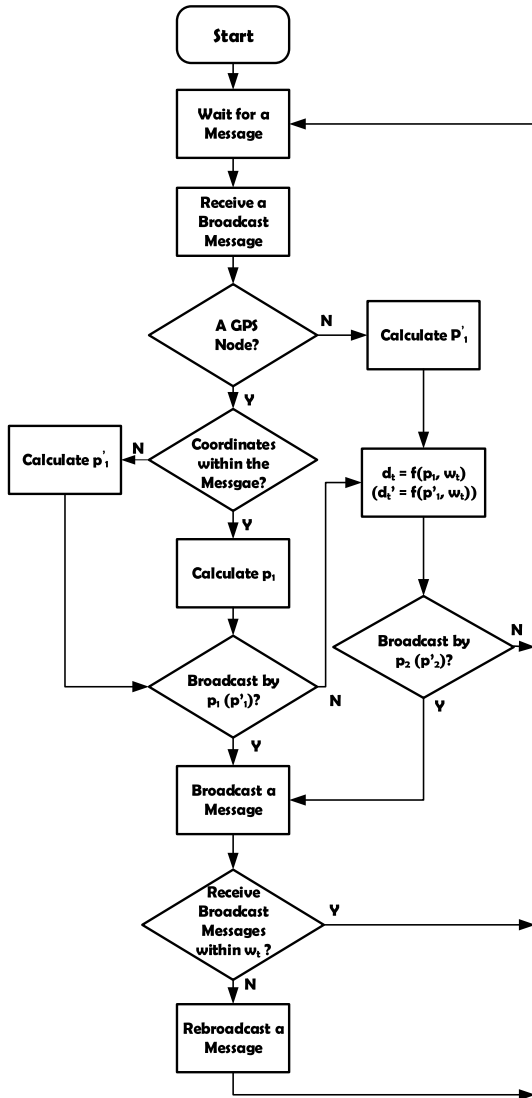 Start
Wait for a
Message
Receive a
Broadcast
Message
A GPS
Node?
N
Calculate P'₁
Y
Coordinates
within the
Messgae?
N
Calculate p'₁
dₜ = f(p₁, wₜ)
(dₜ' = f(p'₁, wₜ))
Y
Calculate p₁
Broadcast by
p₁ (p'₁)?
N
Broadcast by
p₂ (p'₂)?
N
Y
Y
Broadcast a
Message
Receive
Broadcast
Messages
within wₜ ?
Y
N
Rebroadcast a
Message